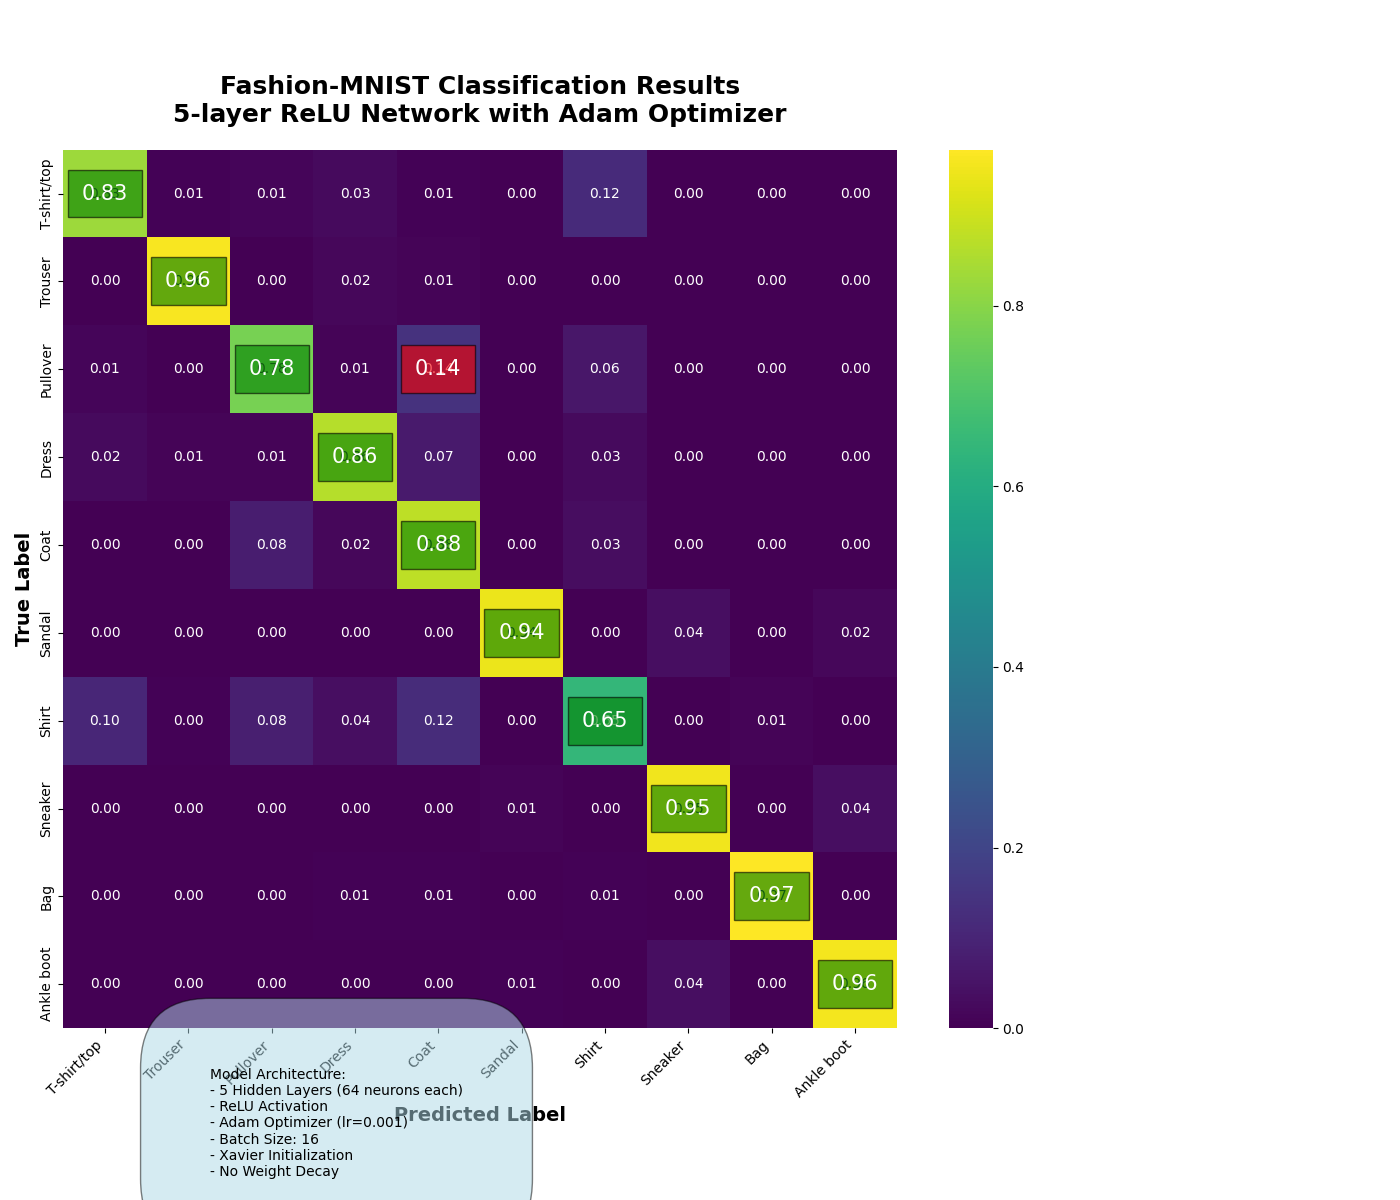 Fashion-MNIST Classification Results
5-layer ReLU Network with Adam Optimizer
True Label
T-shirt/top 0.83 0.01 0.01 0.03 0.01 0.00 0.12 0.00 0.00 0.00
Trouser 0.00 0.96 0.00 0.02 0.01 0.00 0.00 0.00 0.00 0.00
Pullover 0.01 0.00 0.78 0.01 0.14 0.00 0.06 0.00 0.00 0.00
Dress 0.02 0.01 0.01 0.86 0.07 0.00 0.03 0.00 0.00 0.00
Coat 0.00 0.00 0.08 0.02 0.88 0.00 0.03 0.00 0.00 0.00
Sandal 0.00 0.00 0.00 0.00 0.00 0.94 0.00 0.04 0.00 0.02
Shirt 0.10 0.00 0.08 0.04 0.12 0.00 0.65 0.00 0.01 0.00
Sneaker 0.00 0.00 0.00 0.00 0.00 0.01 0.00 0.95 0.00 0.04
Bag 0.00 0.00 0.00 0.01 0.01 0.00 0.01 0.00 0.97 0.00
Ankle boot 0.00 0.00 0.00 0.00 0.00 0.01 0.00 0.04 0.00 0.96
T-shirt/top Trouser Pullover Dress Coat Sandal Shirt Sneaker Bag Ankle boot
Predicted Label
0.8
0.6
0.4
0.2
0.0
Model Architecture:
- 5 Hidden Layers (64 neurons each)
- ReLU Activation
- Adam Optimizer (lr=0.001)
- Batch Size: 16
- Xavier Initialization
- No Weight Decay